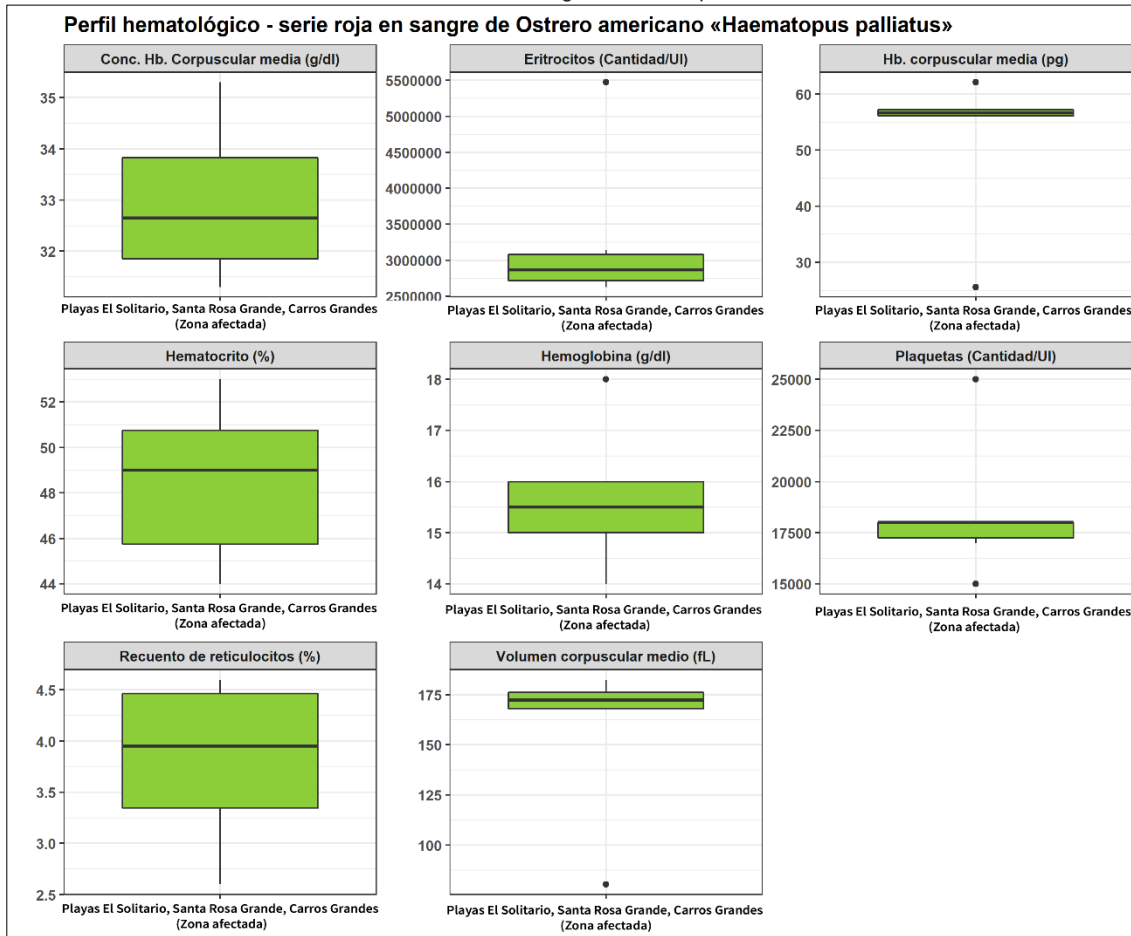 Perfil hematológico - serie roja en sangre de Ostrero americano «Haematopus palliatus»
Conc. Hb. Corpuscular media (g/dl)
35
34
33
32
Playas El Solitario, Santa Rosa Grande, Carros Grandes
(Zona afectada)
Eritrocitos (Cantidad/Ul)
5500000
5000000
4500000
4000000
3500000
3000000
2500000
Playas El Solitario, Santa Rosa Grande, Carros Grandes
(Zona afectada)
Hb. corpuscular media (pg)
60
50
40
30
Playas El Solitario, Santa Rosa Grande, Carros Grandes
(Zona afectada)
Hematocrito (%)
52
50
48
46
44
Playas El Solitario, Santa Rosa Grande, Carros Grandes
(Zona afectada)
Hemoglobina (g/dl)
18
17
16
15
14
Playas El Solitario, Santa Rosa Grande, Carros Grandes
(Zona afectada)
Plaquetas (Cantidad/Ul)
25000
22500
20000
17500
15000
Playas El Solitario, Santa Rosa Grande, Carros Grandes
(Zona afectada)
Recuento de reticulocitos (%)
4.5
4.0
3.5
3.0
2.5
Playas El Solitario, Santa Rosa Grande, Carros Grandes
(Zona afectada)
Volumen corpuscular medio (fL)
175
150
125
100
Playas El Solitario, Santa Rosa Grande, Carros Grandes
(Zona afectada)